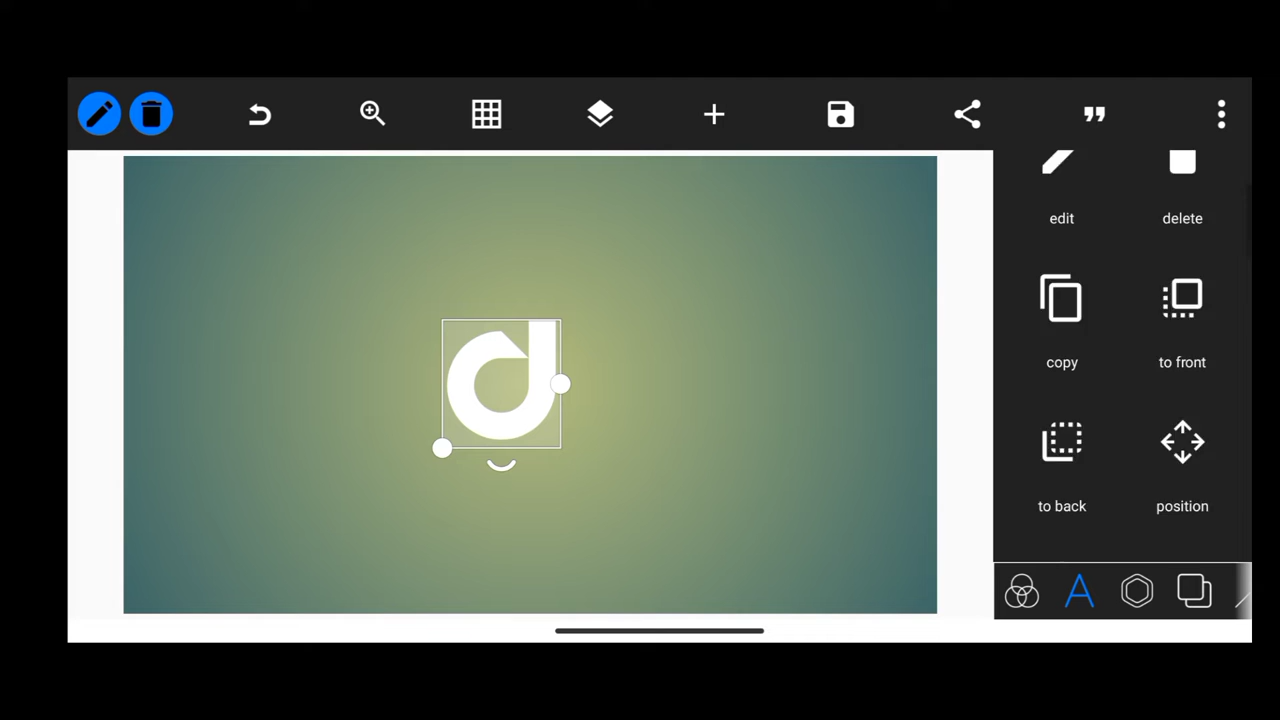 edit
delete
copy
to front
d
to back
position
A